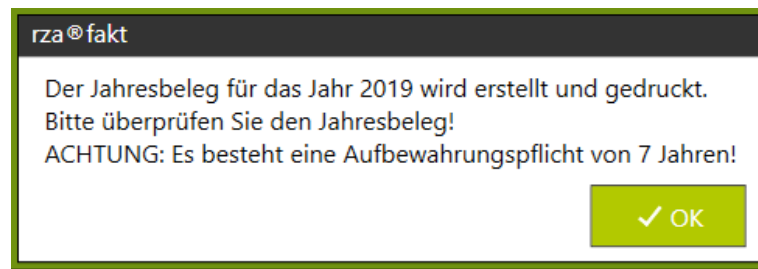 rza®fakt
Der Jahresbeleg für das Jahr 2019 wird erstellt und gedruckt.
Bitte überprüfen Sie den Jahresbeleg!
ACHTUNG: Es besteht eine Aufbewahrungspflicht von 7 Jahren!
✓ OK